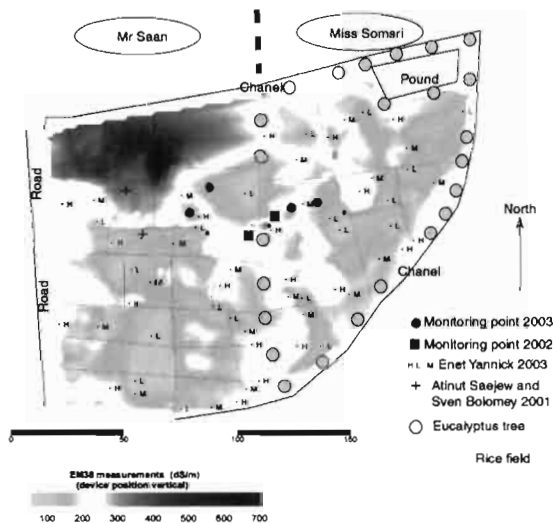 Mr Saan
Miss Somsri
Pound
Chanel
Road
North
Road
Chanel
Monitoring point 2003
Monitoring point 2002
H L M Enet Yannick 2003
+ Atinut Saejew and
Sven Bolomey 2001
Eucalyptus tree
Rice field
0 50 100 150
EM38 measurements (dS/m)
(device position vertical)
100 200 300 400 500 600 700